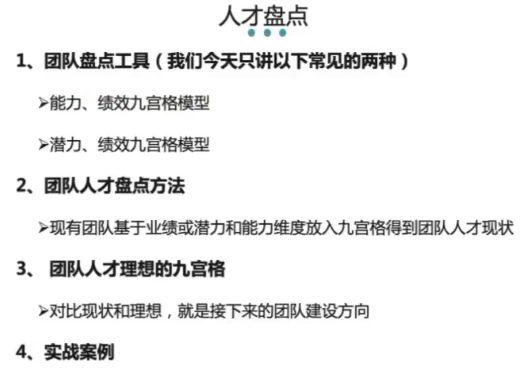 人才盘点
1、团队盘点工具（我们今天只讲以下常见的两种）
➢能力、绩效九宫格模型
➢潜力、绩效九宫格模型
2、团队人才盘点方法
➢现有团队基于业绩或潜力和能力维度放入九宫格得到团队人才现状
3、 团队人才理想的九宫格
➢对比现状和理想，就是接下来的团队建设方向
4、实战案例